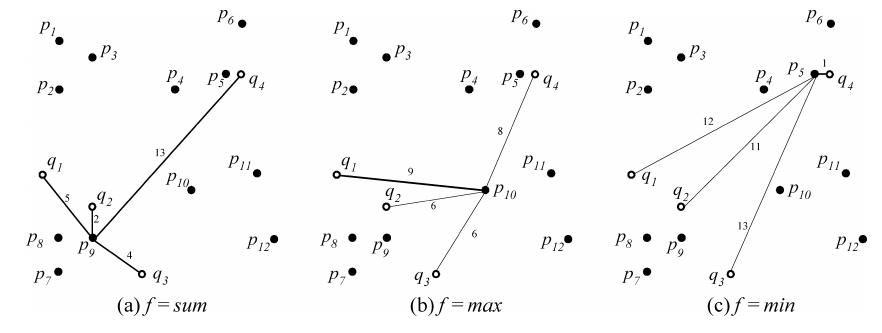 p6 p6 p6
p1 p1 p1
p3 p3 p3
p5 q4 p5 q4 p5 1 q4
p2 p4 p2 p4 p2 p4
8
12
13 11
q1 p11 q1 9 p11 q1 p11
5 q2 p10 q2 6 p10 q2 p10
2
p8 p9 p12 p8 p9 6 p12 p8 p9 13 p12
4
p7 q3 p7 q3 p7 q3
(a) f = sum (b) f = max (c) f = min